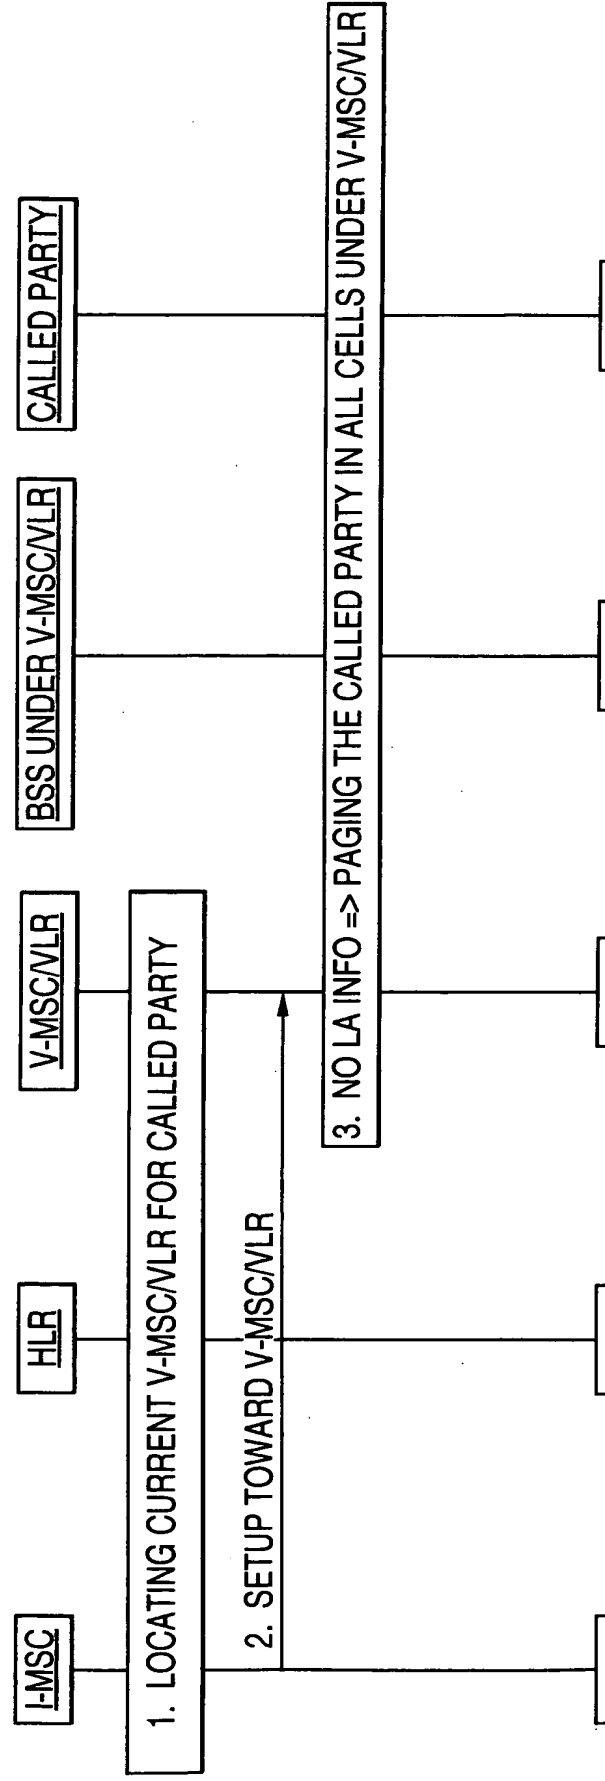 I-MSC
HLR
V-MSC/VLR
BSS UNDER V-MSC/VLR
CALLED PARTY
1. LOCATING CURRENT V-MSC/VLR FOR CALLED PARTY
2. SETUP TOWARD V-MSC/VLR
3. NO LA INFO => PAGING THE CALLED PARTY IN ALL CELLS UNDER V-MSC/VLR